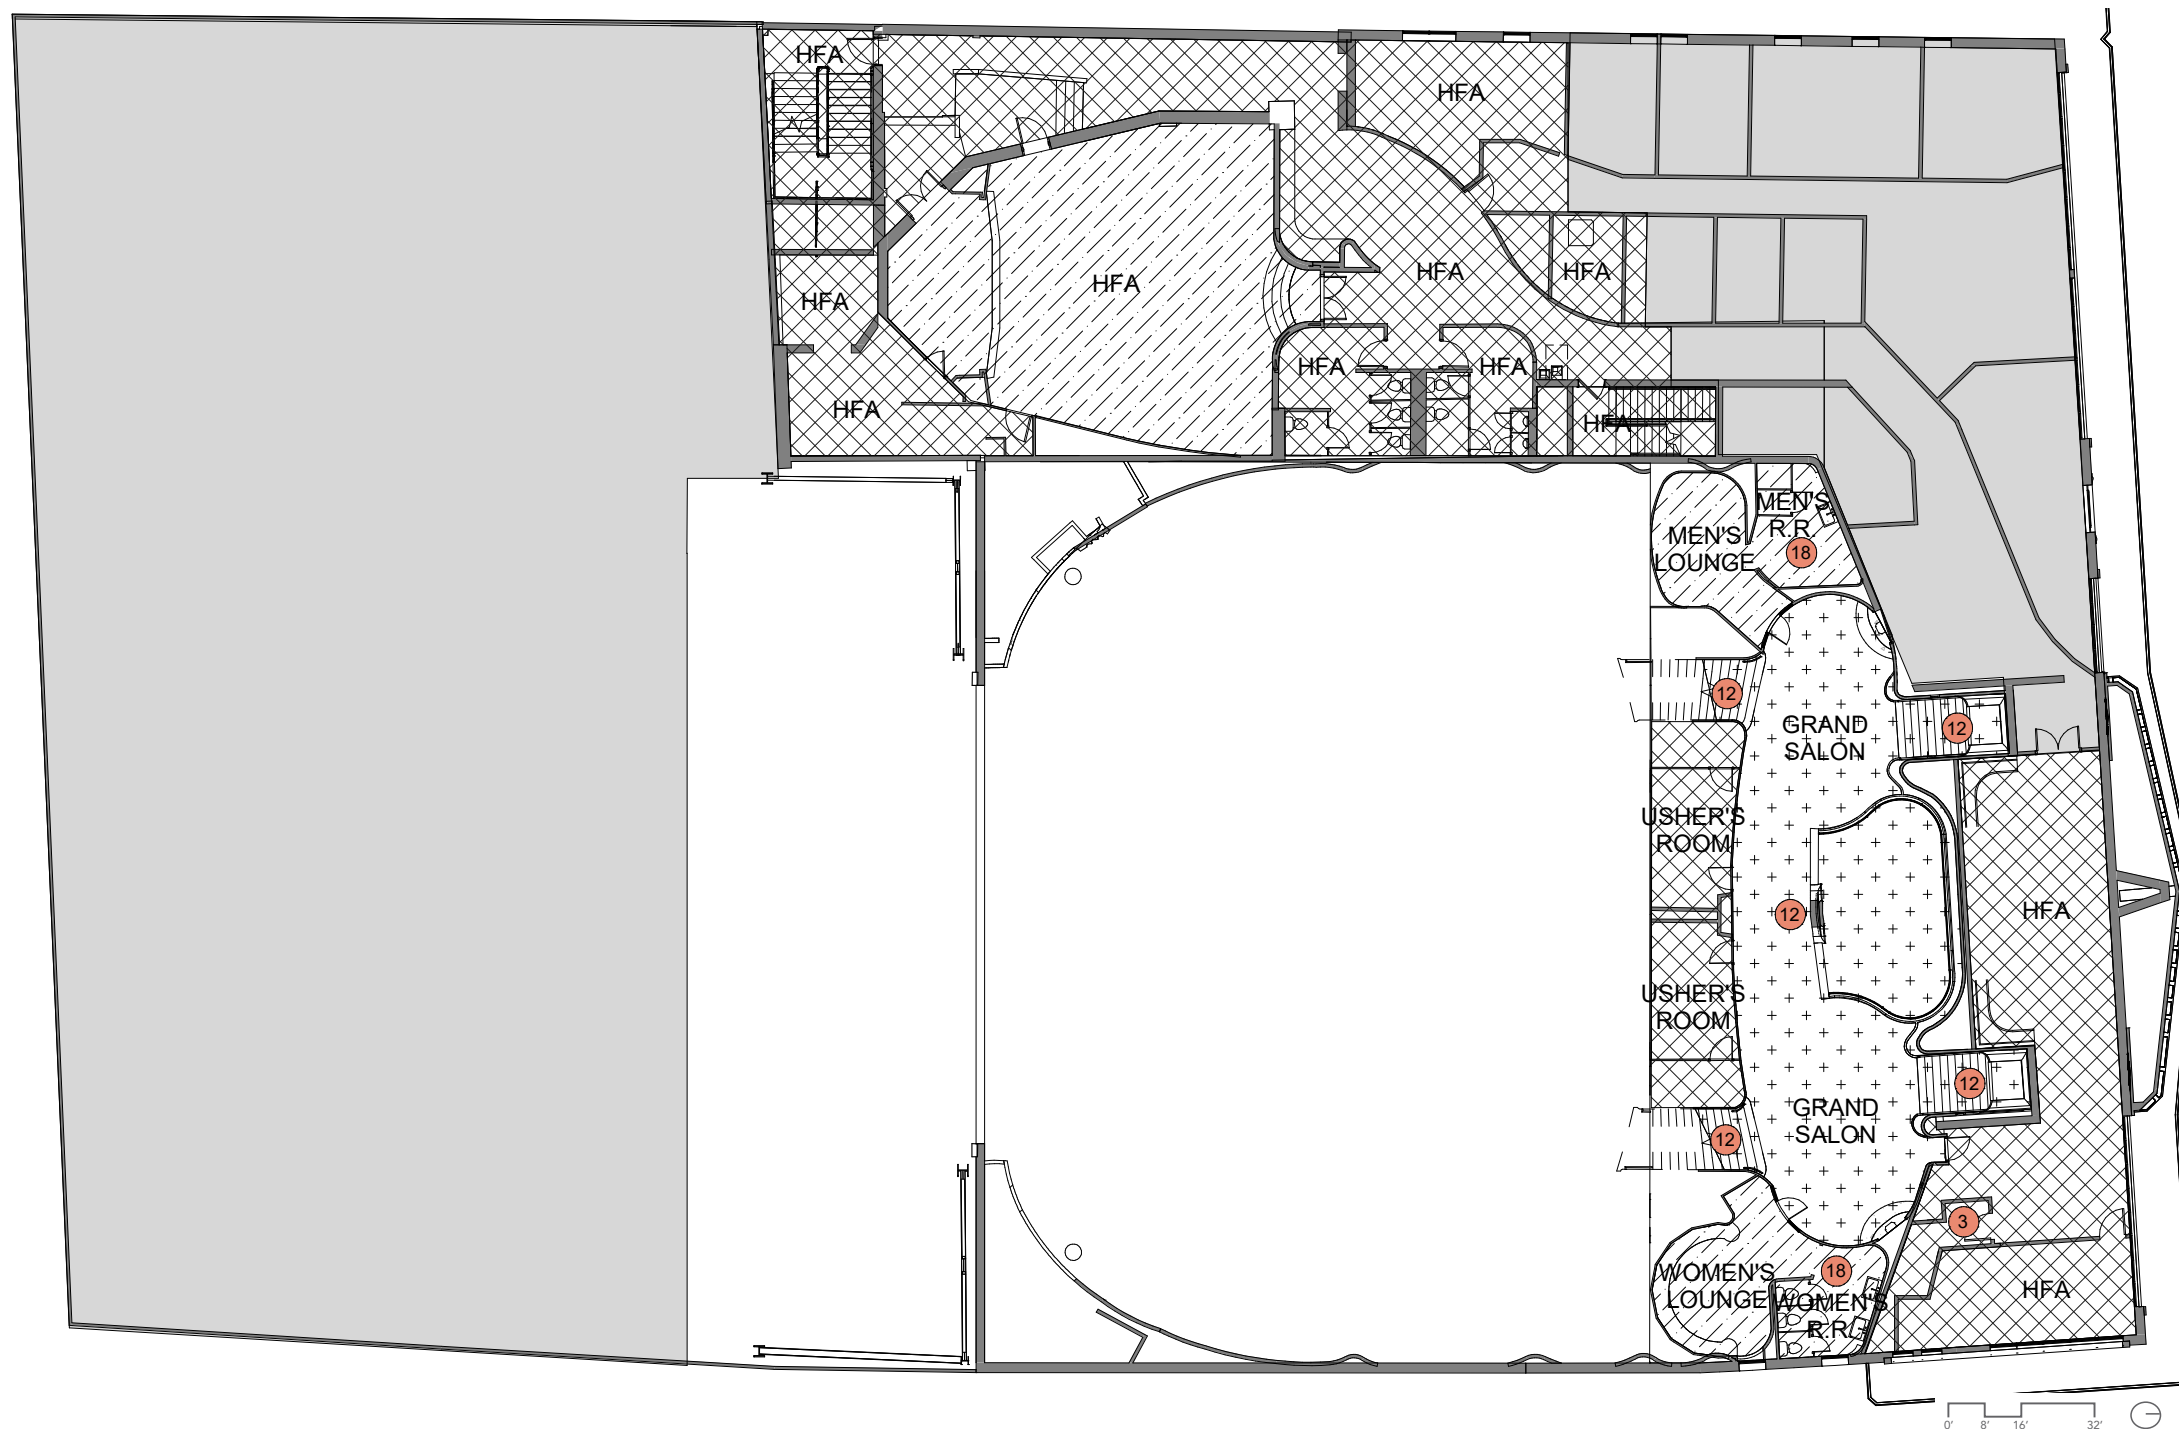 HFA
HFA
HFA
HFA
HFA
HFA
HFA
HFA
HFA
HFA
MEN'S
R.R.
MEN'S
LOUNGE
18
12
12
GRAND
SALON
USHER'S
ROOM
HFA
12
USHER'S
ROOM
12
GRAND
SALON
12
3
WOMEN'S
LOUNGE
18
WOMEN'S
R.R.
HFA
0'
8'
16'
32'